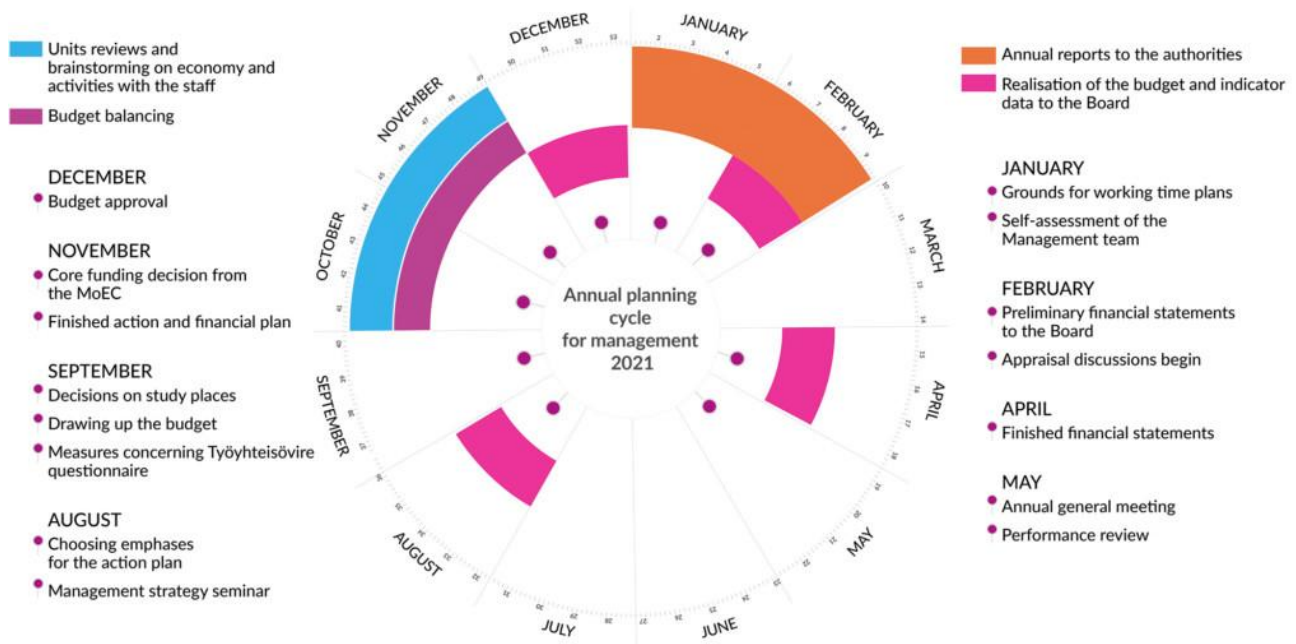 Units reviews and
brainstorming on economy and
activities with the staff
Budget balancing
DECEMBER
Budget approval
NOVEMBER
Core funding decision from
the MoEC
Finished action and financial plan
SEPTEMBER
Decisions on study places
Drawing up the budget
Measures concerning Työyhteisövire
questionnaire
AUGUST
Choosing emphases
for the action plan
Management strategy seminar
JANUARY
FEBRUARY
MARCH
APRIL
MAY
JUNE
JULY
AUGUST
SEPTEMBER
OCTOBER
NOVEMBER
DECEMBER
Annual planning
cycle
for management
2021
Annual reports to the authorities
Realisation of the budget and indicator
data to the Board
JANUARY
Grounds for working time plans
Self-assessment of the
Management team
FEBRUARY
Preliminary financial statements
to the Board
Appraisal discussions begin
APRIL
Finished financial statements
MAY
Annual general meeting
Performance review